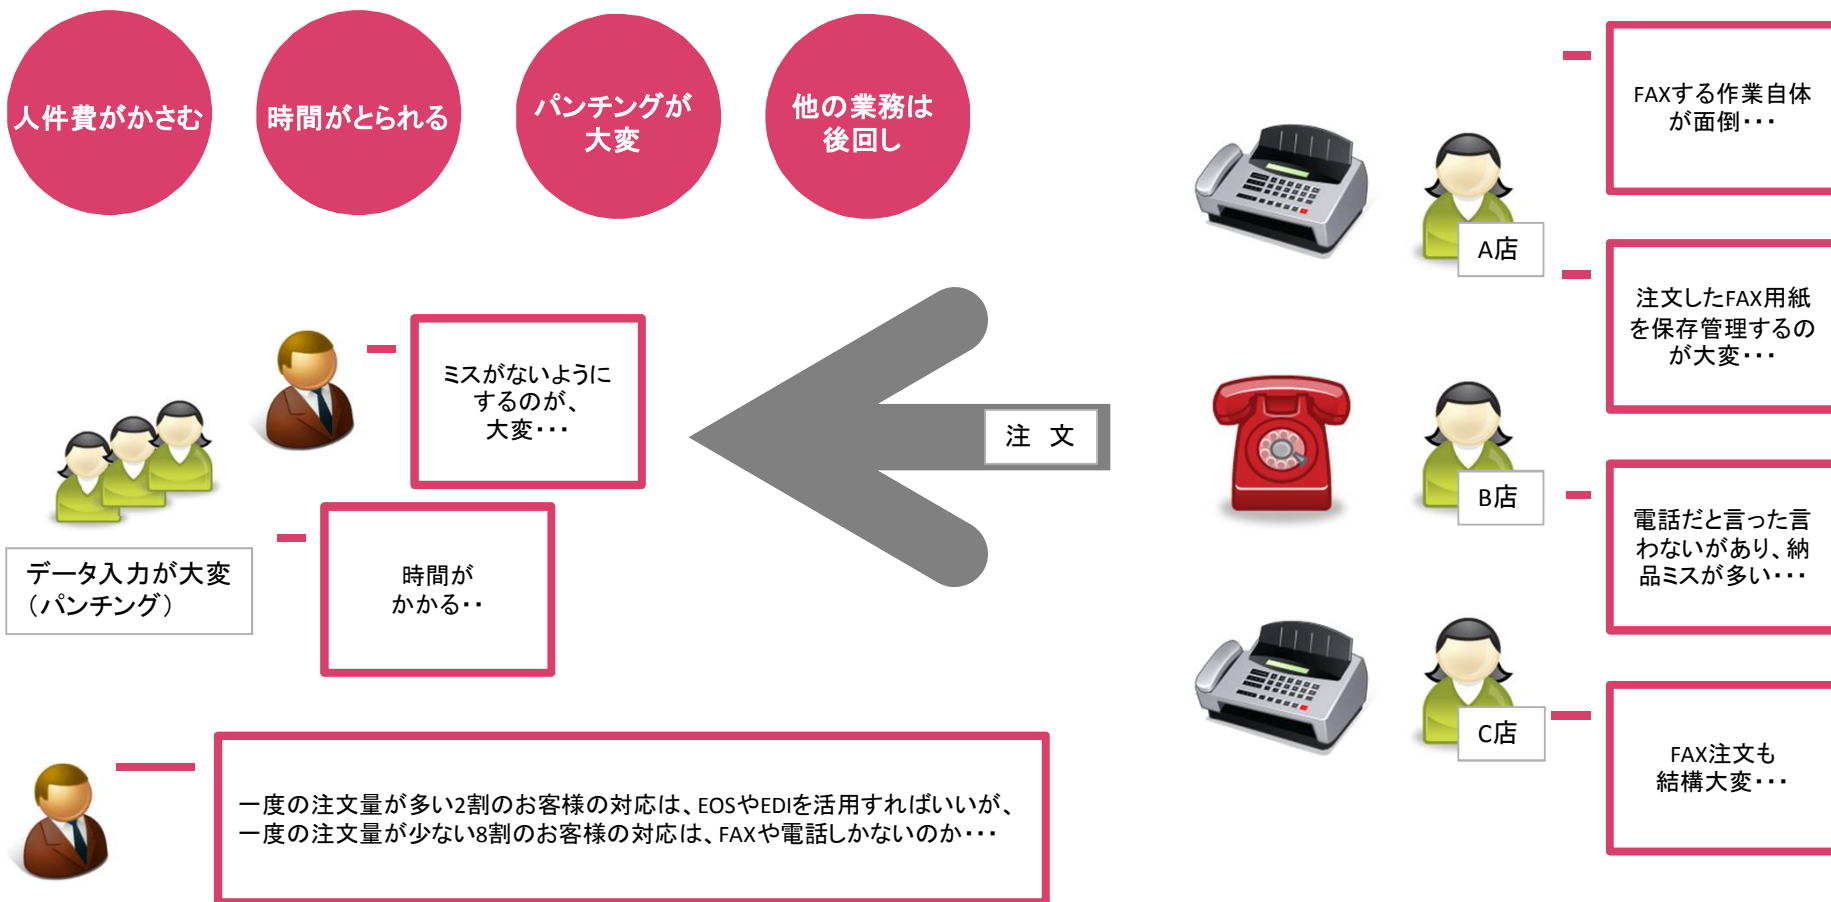 人件費がかさむ
時間がとられる
パンチングが
大変
他の業務は
後回し
FAXする作業自体
が面倒・・・
A店
注文したFAX用紙
を保存管理するの
が大変・・・
ミスがないように
するのが、
大変・・・
注 文
B店
電話だと言った言
わないがあり、納
品ミスが多い・・・
データ入力が大変
（パンチング）
時間が
かかる・・
C店
FAX注文も
結構大変・・・
一度の注文量が多い2割のお客様の対応は、EOSやEDIを活用すればいいが、
一度の注文量が少ない8割のお客様の対応は、FAXや電話しかないのか・・・